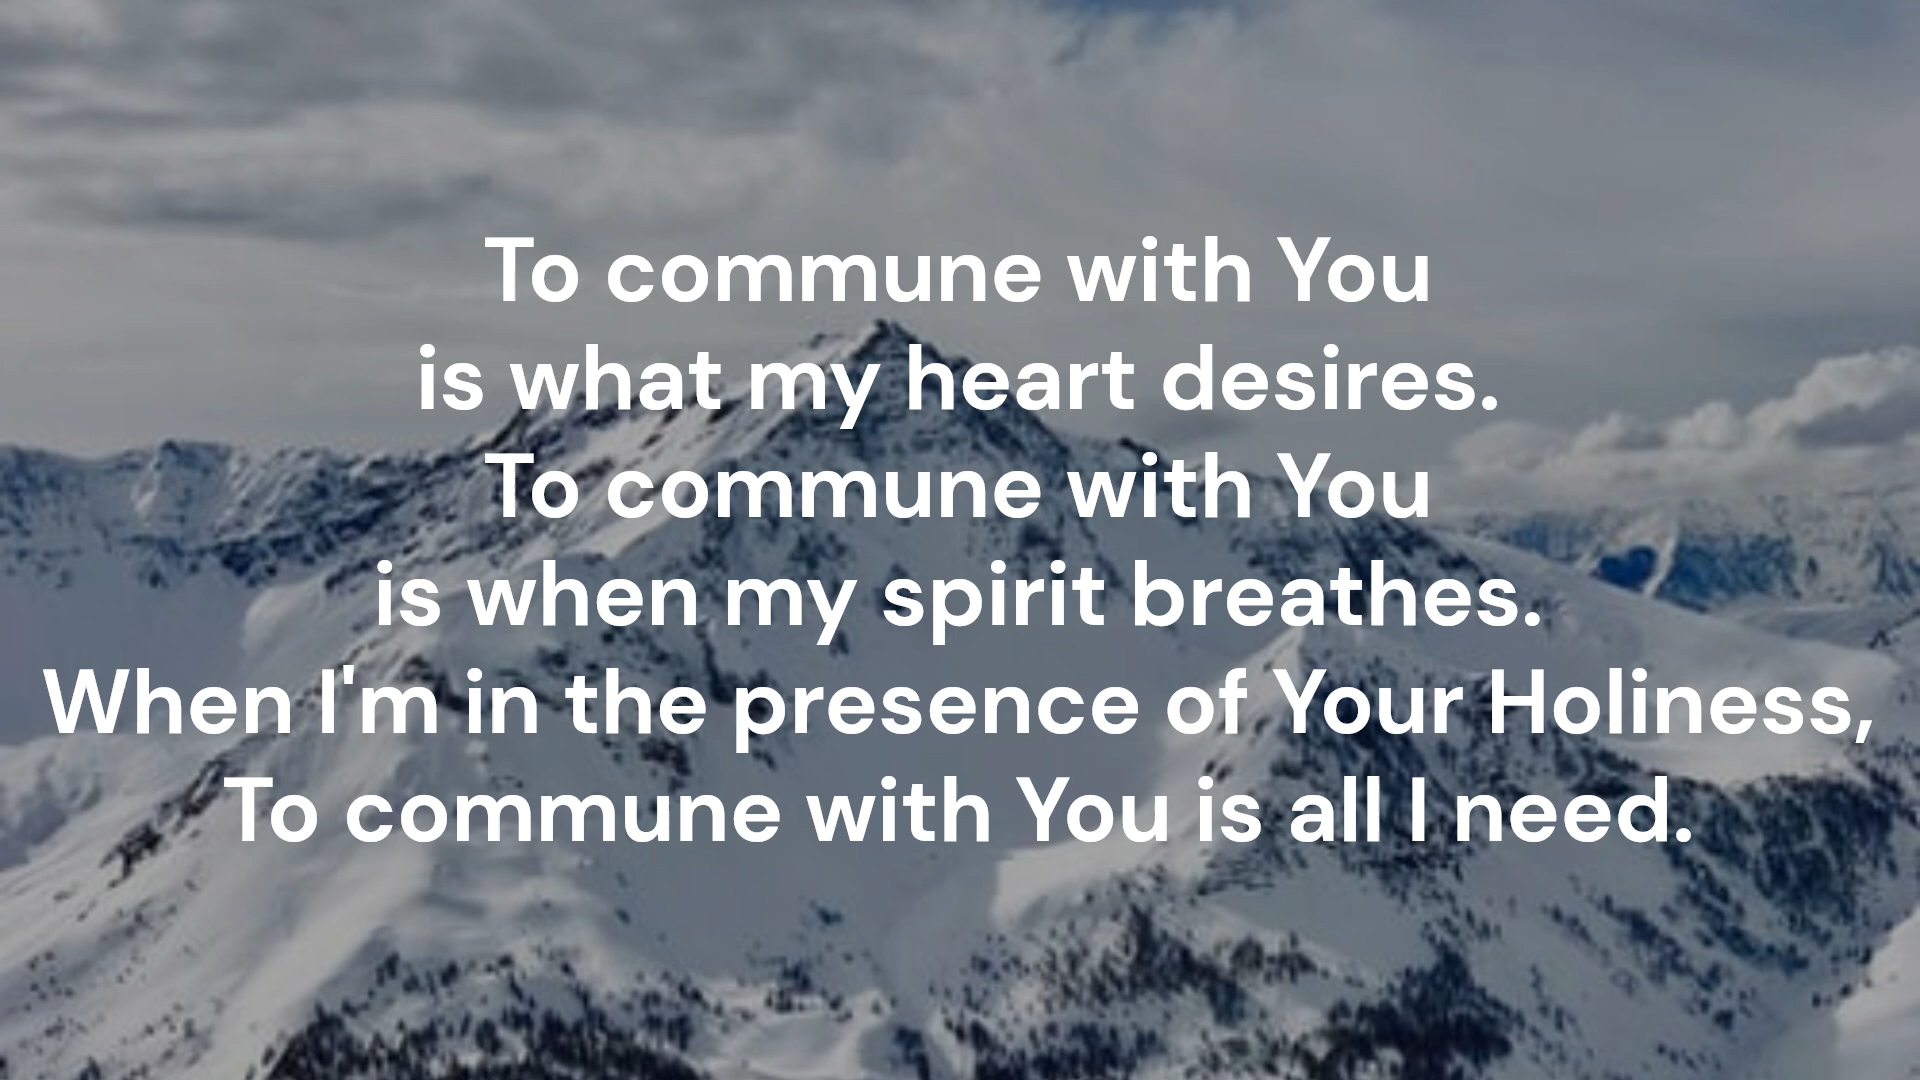 To commune with You
is what my heart desires.
To commune with You
is when my spirit breathes.
When I'm in the presence of Your Holiness,
To commune with You is all I need.